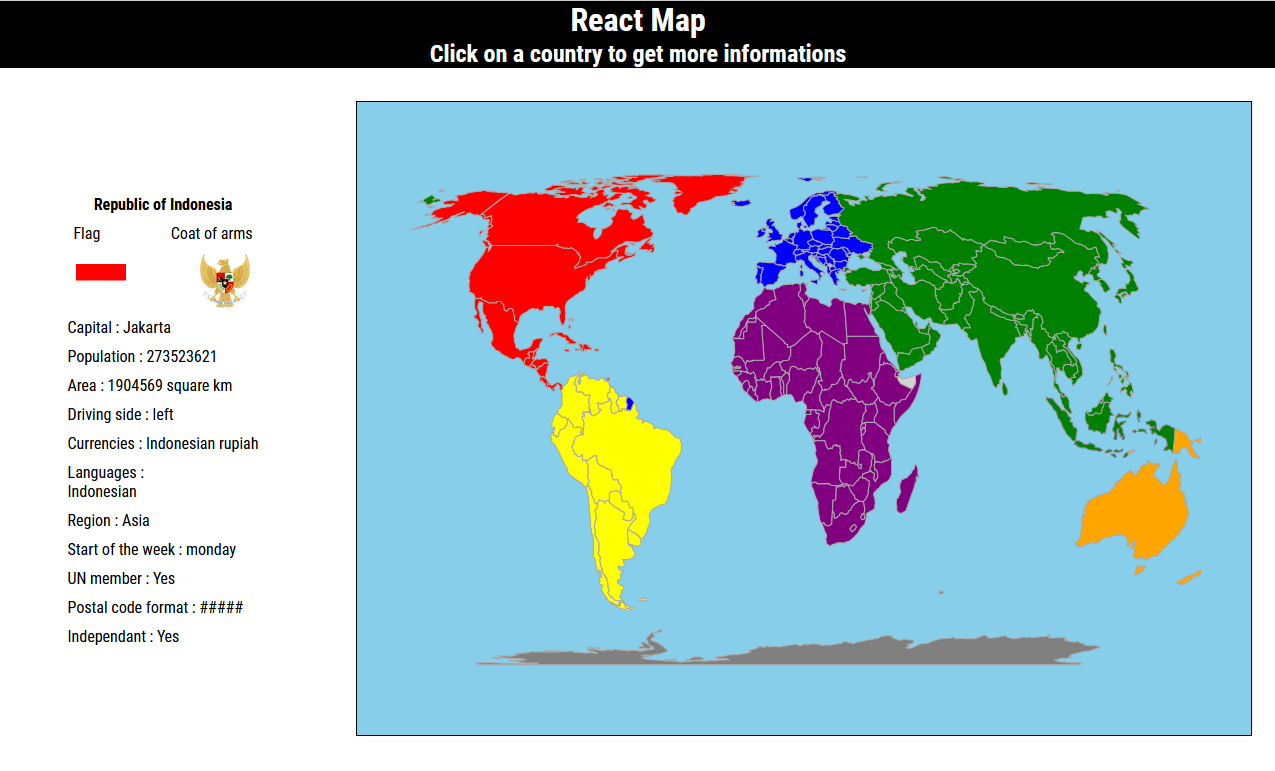 React Map
Click on a country to get more informations
Republic of Indonesia
Flag Coat of arms
Capital : Jakarta
Population : 273523621
Area : 1904569 square km
Driving side : left
Currencies : Indonesian rupiah
Languages :
Indonesian
Region : Asia
Start of the week : monday
UN member : Yes
Postal code format : #####
Independant : Yes